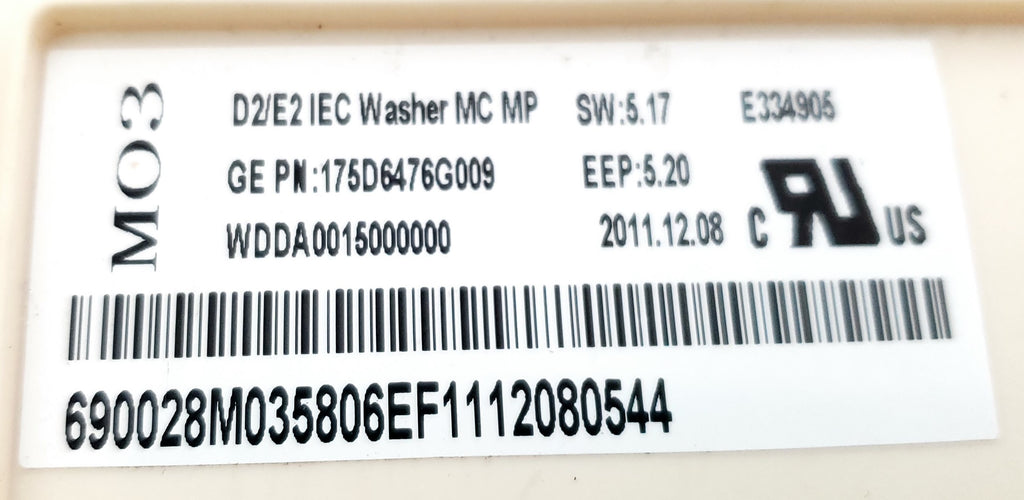 MO3
D2/E2 IEC Washer MC MP SW:5.17 E334905
GE PN:175D6476G009 EEP:5.20
WDDA0015000000 2011.12.08 C RU US
690028M035806EF1112080544